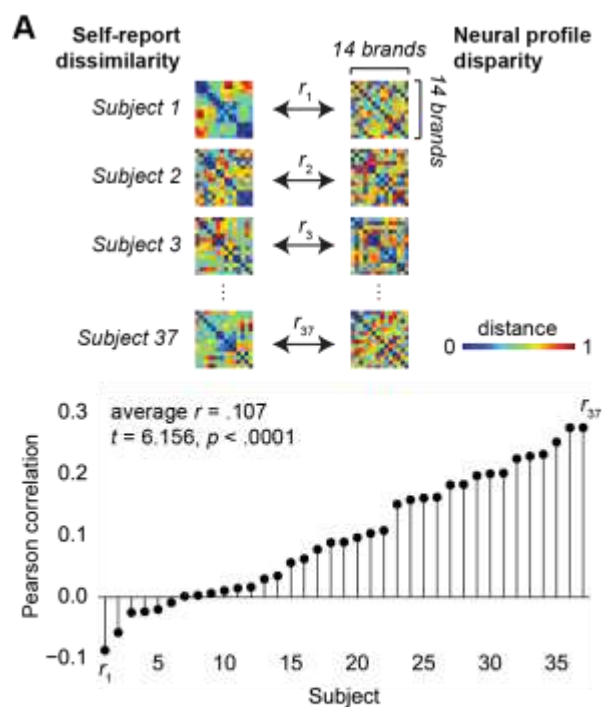 A
Self-report dissimilarity
Neural profile disparity
14 brands
14 brands
Subject 1
r1
Subject 2
r2
Subject 3
r3
⋮
⋮
Subject 37
r37
distance
0
1
average r = .107
t = 6.156, p < .0001
r37
Pearson correlation
0.3
0.2
0.1
0.0
−0.1
r1
5 10 15 20 25 30 35
Subject